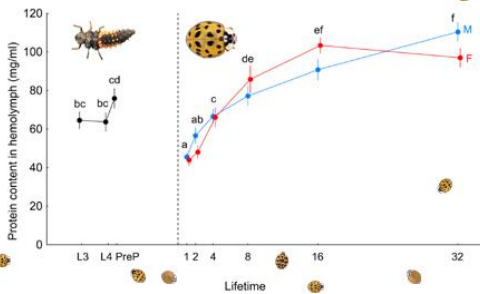 Protein content in hemolymph (mg/ml)
120
100
80
60
40
20
0
bc
bc
cd
a
ab
c
de
ef
f
M
F
L3 L4 PreP 1 2 4 8 16 32
Lifetime